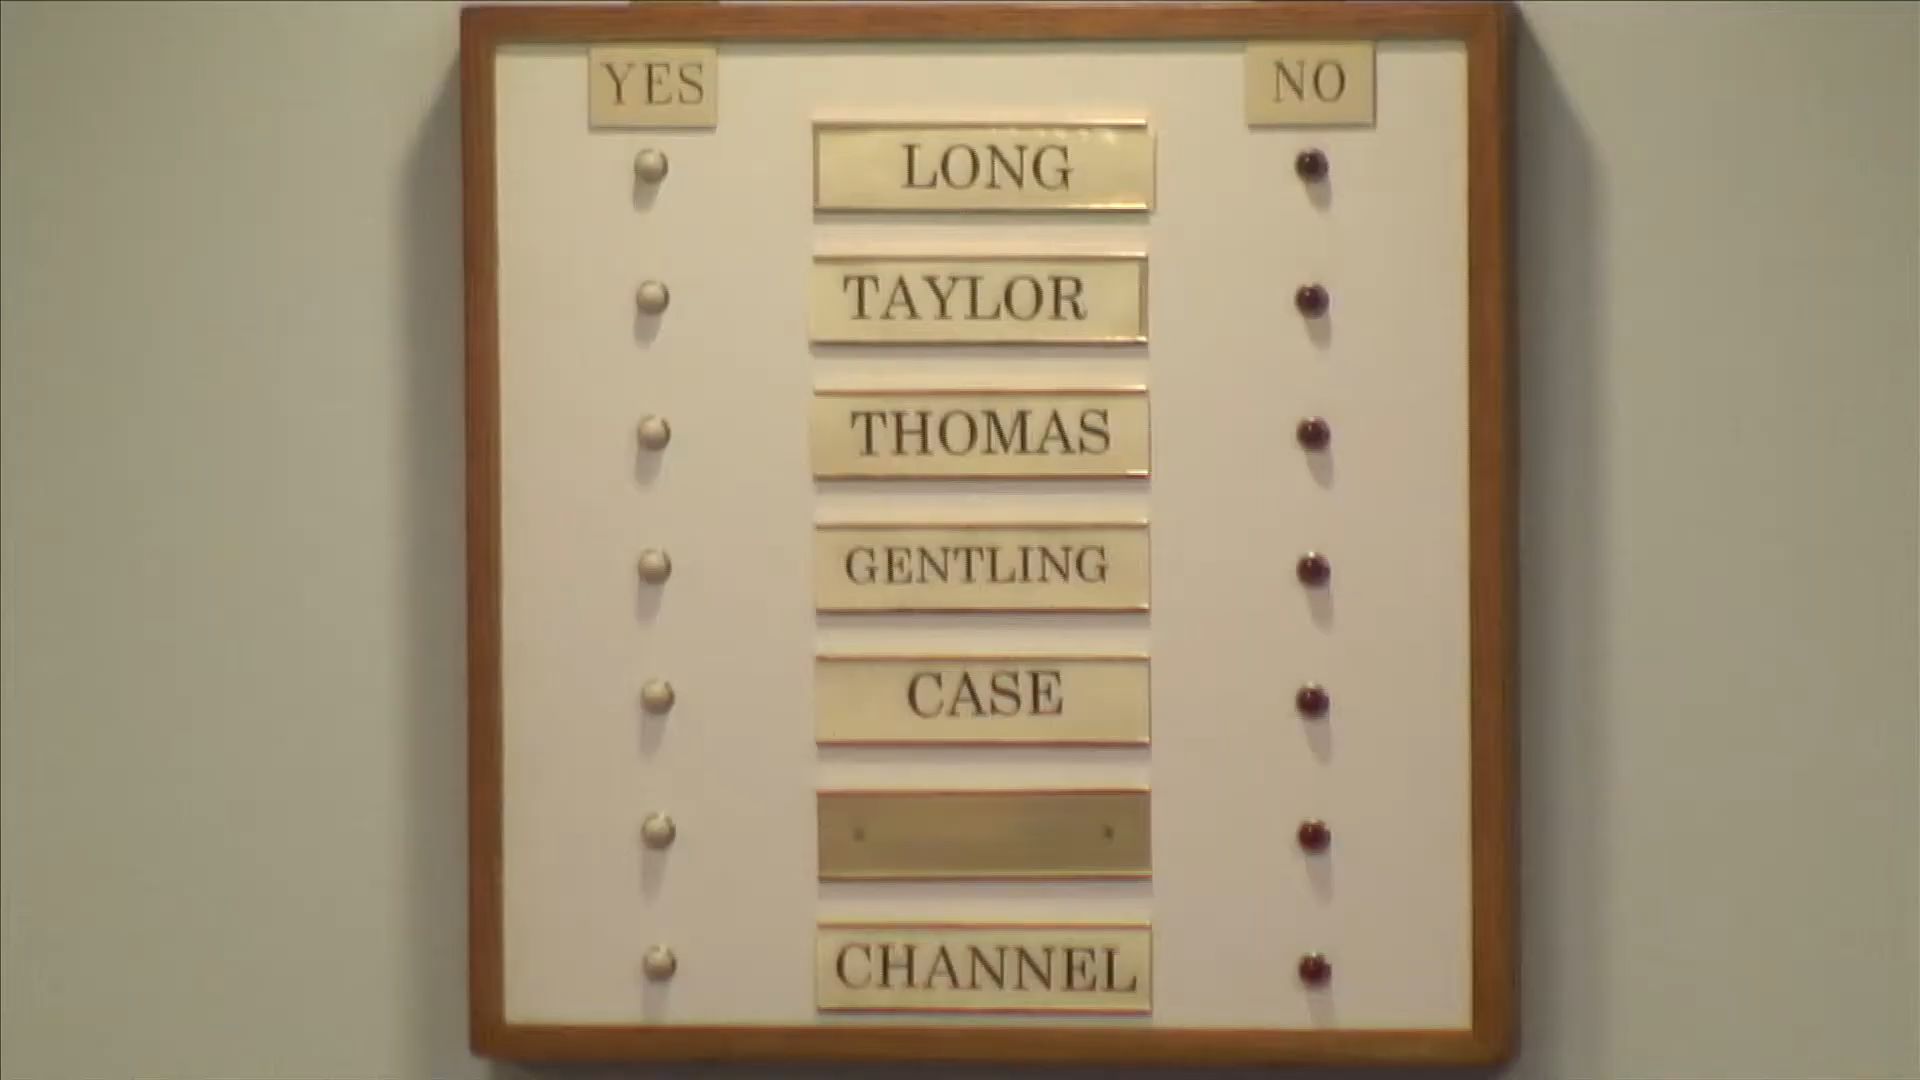 YES NO
LONG
TAYLOR
THOMAS
GENTLING
CASE
CHANNEL